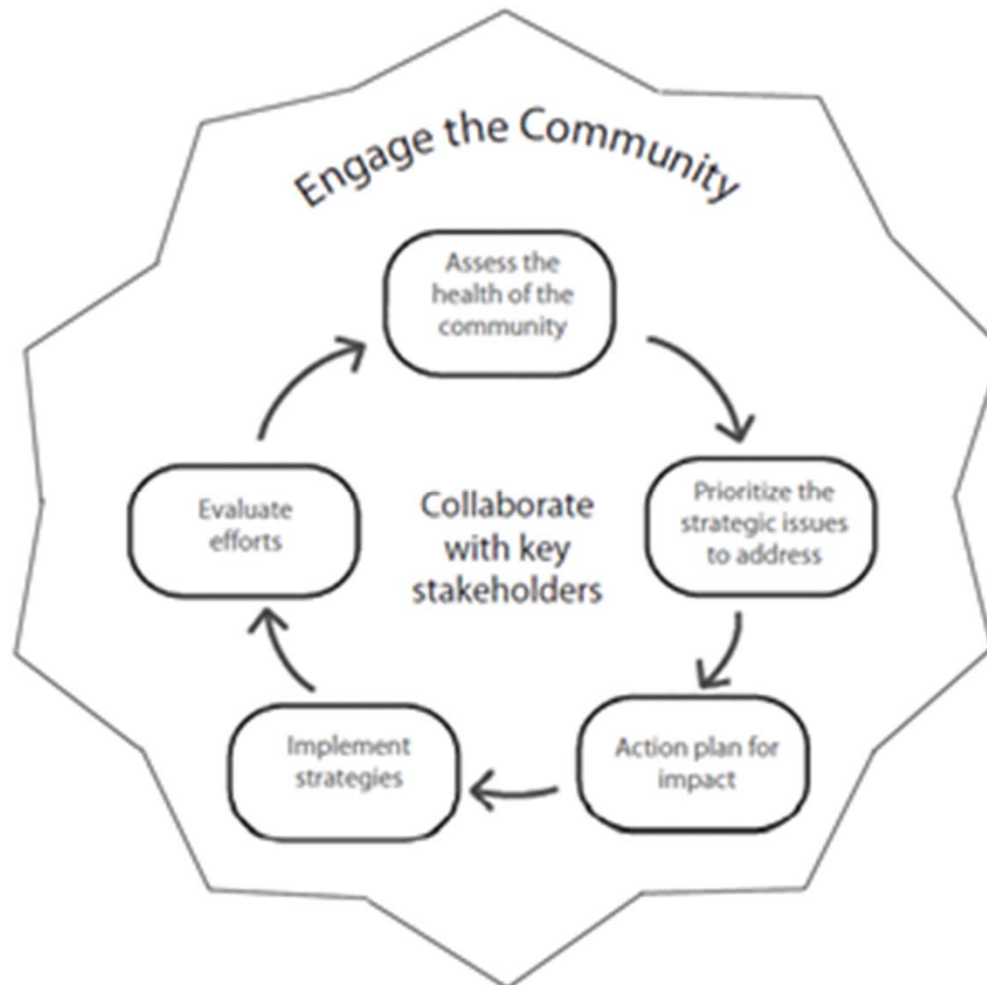 Engage the Community
Assess the
health of the
community
Prioritize the
strategic issues
to address
Action plan for
impact
Implement
strategies
Evaluate
efforts
Collaborate
with key
stakeholders